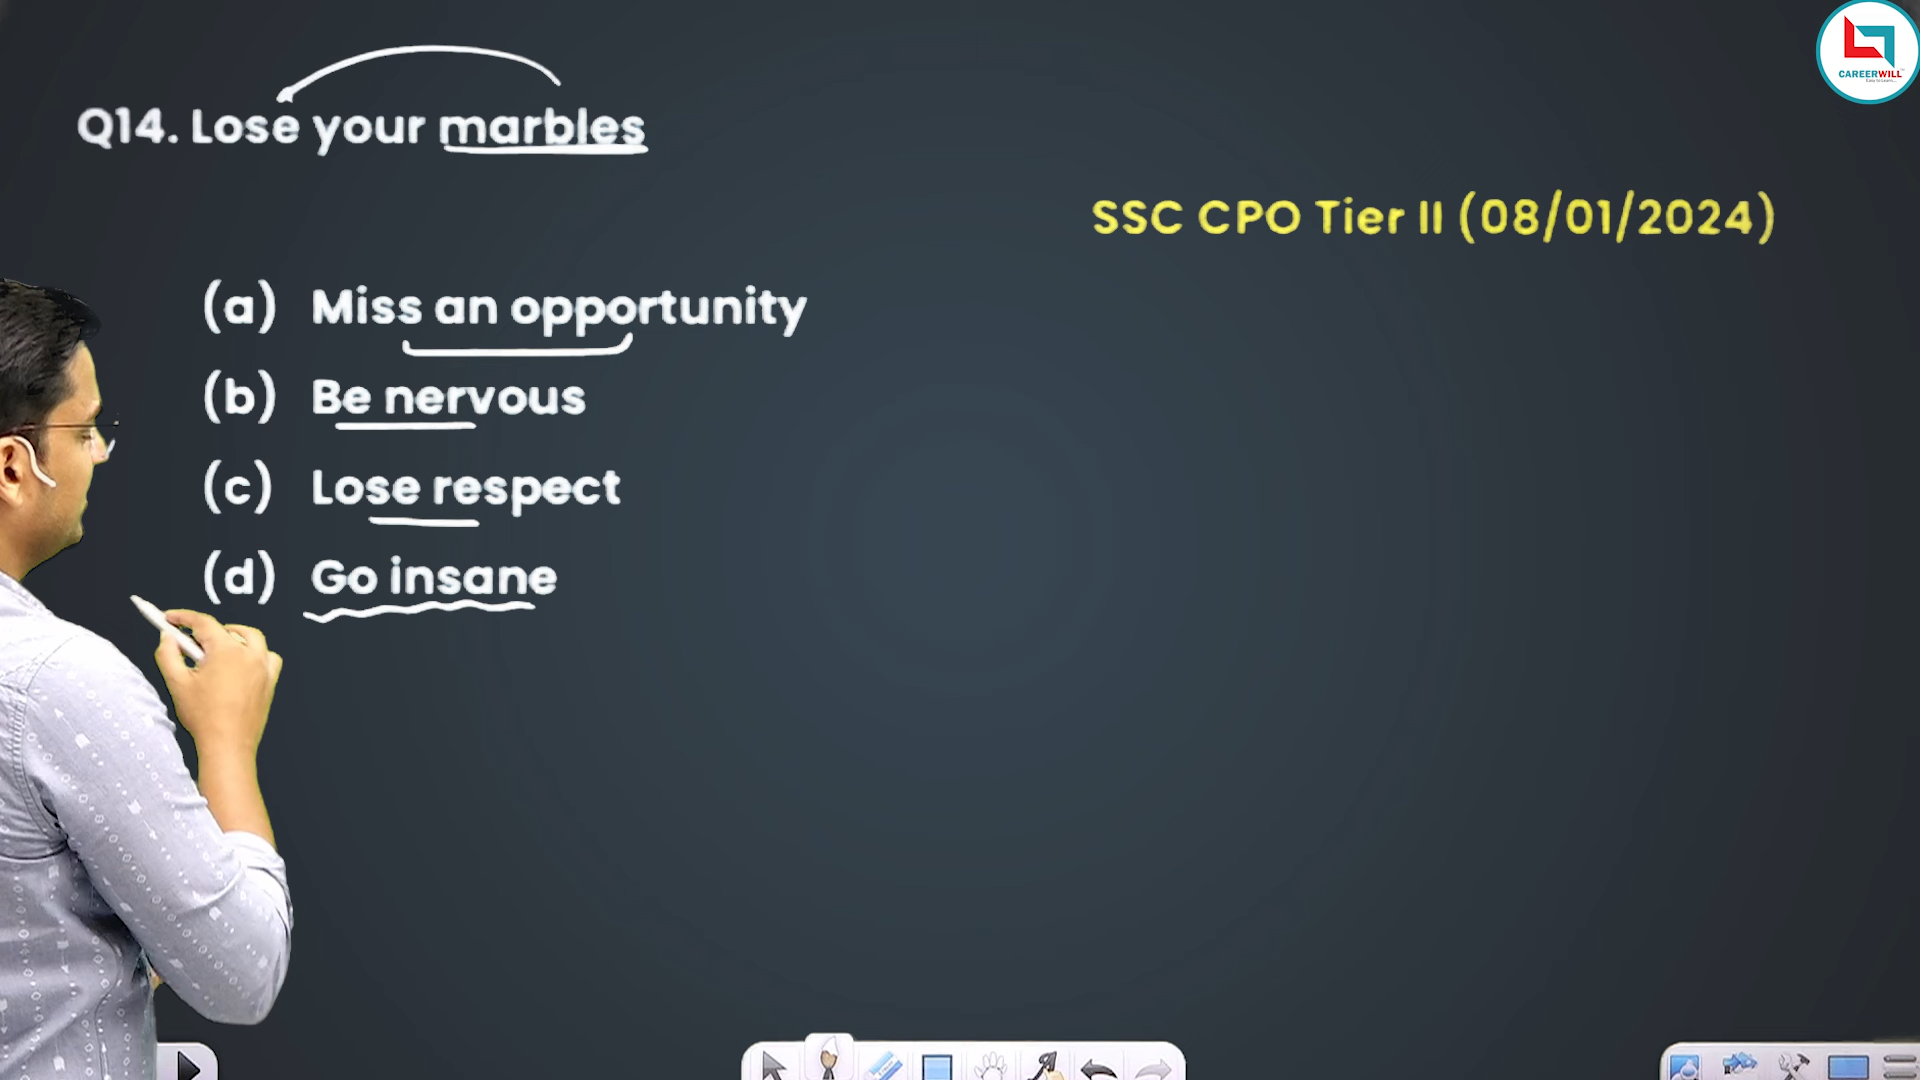 CAREERWILL
Q14. Lose your marbles
SSC CPO Tier II (08/01/2024)
(a) Miss an opportunity
(b) Be nervous
(c) Lose respect
(d) Go insane